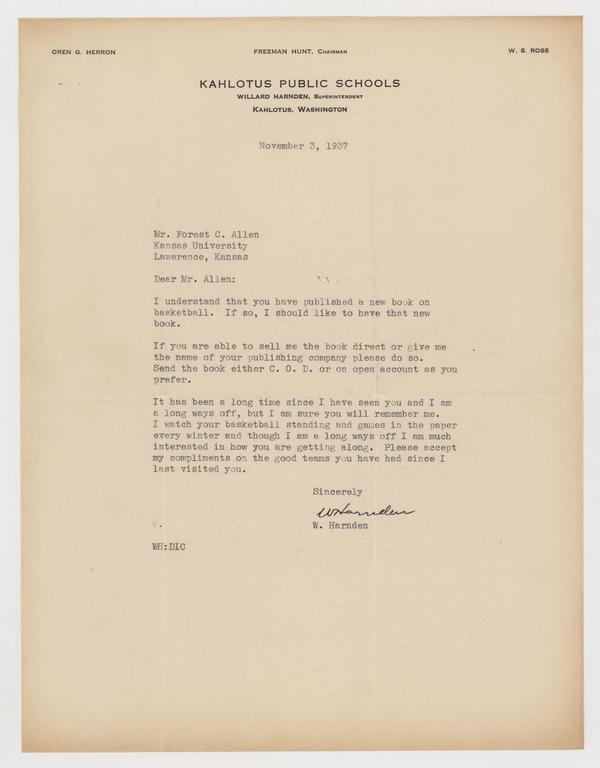 OREN G. HERRON FREEMAN HUNT, CHAIRMAN W. S. ROSS
KAHLOTUS PUBLIC SCHOOLS
WILLARD HARNDEN, SUPERINTENDENT
KAHLOTUS, WASHINGTON
November 3, 1937
Mr. Forest C. Allen
Kansas University
Lawerence, Kansas
Dear Mr. Allen:
I understand that you have published a new book on
basketball. If so, I should like to have that new
book.
If you are able to sell me the book direct or give me
the name of your publishing company please do so.
Send the book either C. O. D. or on open account as you
prefer.
It has been a long time since I have seen you and I am
a long ways off, but I am sure you will remember me.
I watch your basketball standing and games in the paper
every winter and though I am a long ways off I am much
interested in how you are getting along. Please accept
my compliments on the good teams you have had since I
last visited you.
Sincerely
W Harnden
W. Harnden
WH:DIC